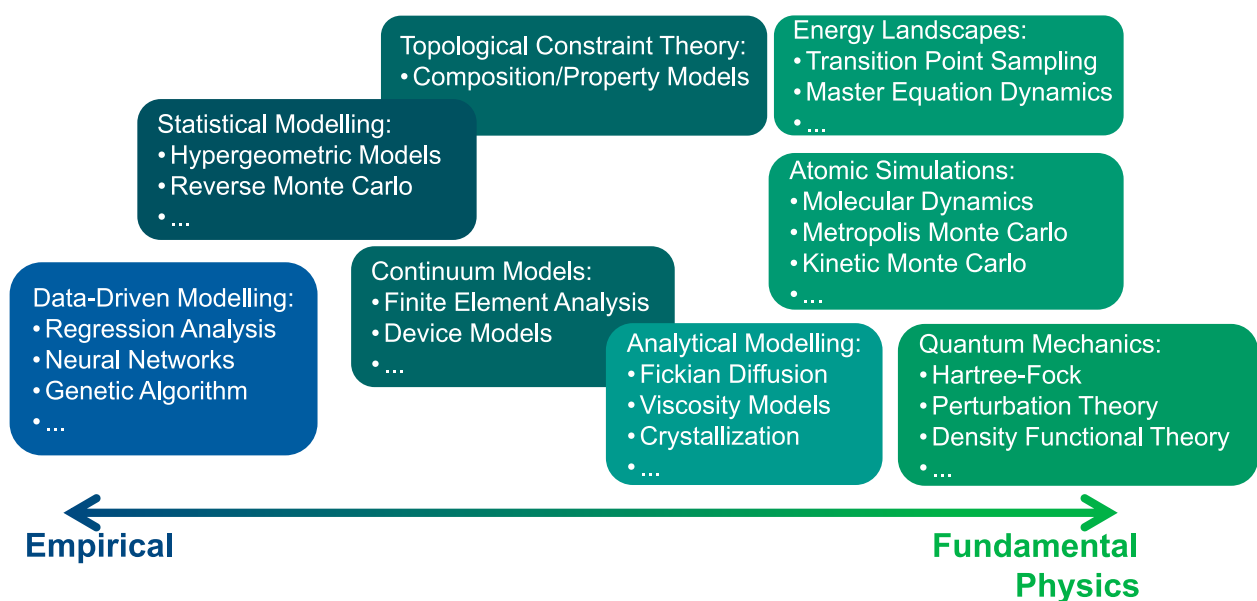 Topological Constraint Theory:
• Composition/Property Models
Energy Landscapes:
• Transition Point Sampling
• Master Equation Dynamics
• ...
Statistical Modelling:
• Hypergeometric Models
• Reverse Monte Carlo
• ...
Atomic Simulations:
• Molecular Dynamics
• Metropolis Monte Carlo
• Kinetic Monte Carlo
• ...
Data-Driven Modelling:
• Regression Analysis
• Neural Networks
• Genetic Algorithm
• ...
Continuum Models:
• Finite Element Analysis
• Device Models
• ...
Analytical Modelling:
• Fickian Diffusion
• Viscosity Models
• Crystallization
• ...
Quantum Mechanics:
• Hartree-Fock
• Perturbation Theory
• Density Functional Theory
• ...
Empirical
Fundamental
Physics